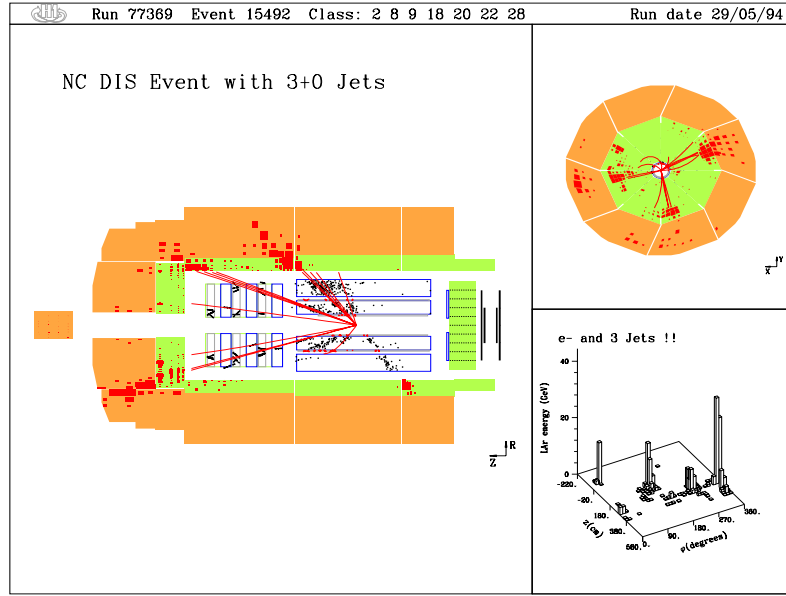 Run 77369 Event 15492 Class: 2 8 9 18 20 22 28 Run date 29/05/94
NC DIS Event with 3+0 Jets
R
Z
Y
X
e- and 3 Jets !!
LAr energy (GeV)
40
20
0
-220.
-20.
180.
380.
580.
Z(cm)
0.
90.
180.
270.
360.
φ(degrees)